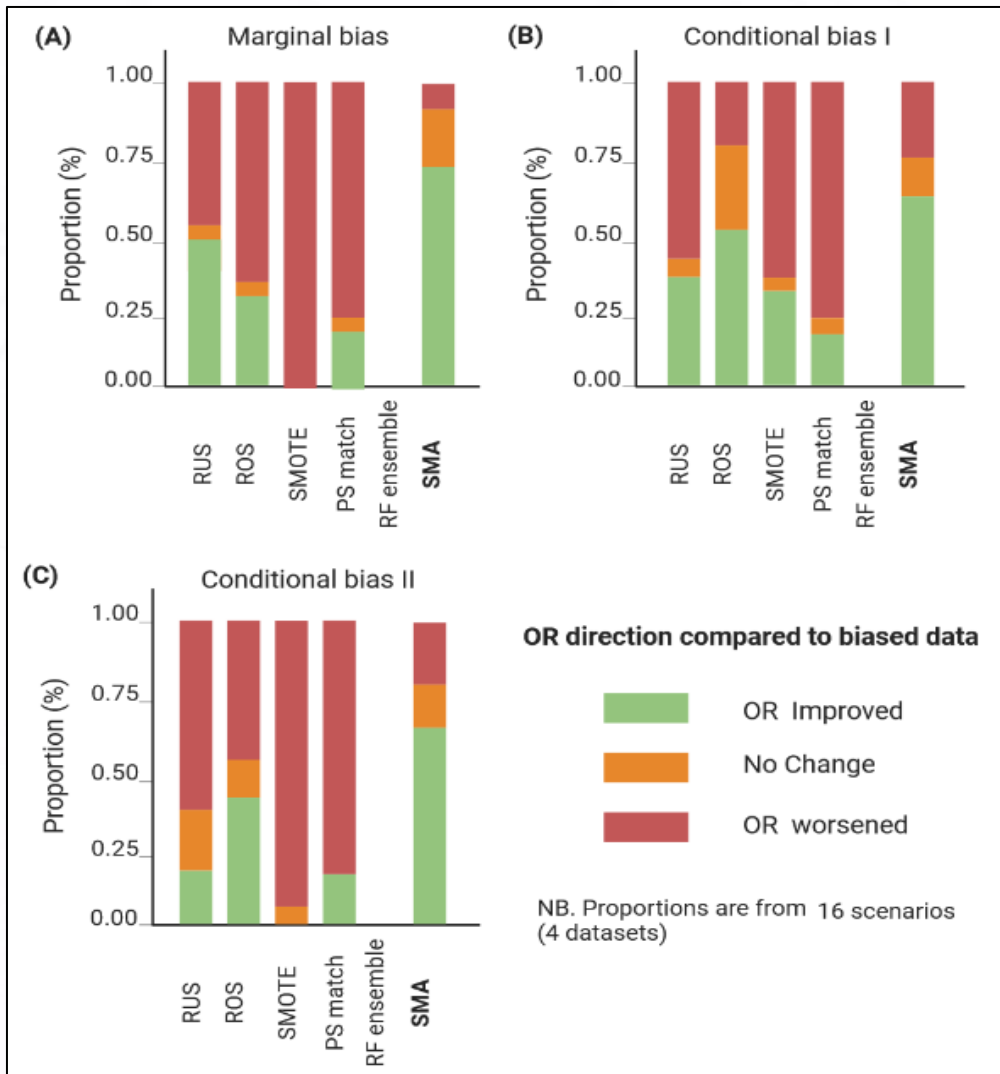 (A)
Marginal bias
Proportion (%)
1.00
0.75
0.50
0.25
0.00
RUS
ROS
SMOTE
PS match
RF ensemble
SMA
(B)
Conditional bias I
Proportion (%)
1.00
0.75
0.50
0.25
0.00
RUS
ROS
SMOTE
PS match
RF ensemble
SMA
(C)
Conditional bias II
Proportion (%)
1.00
0.75
0.50
0.25
0.00
RUS
ROS
SMOTE
PS match
RF ensemble
SMA
OR direction compared to biased data
OR Improved
No Change
OR worsened
NB. Proportions are from 16 scenarios
(4 datasets)